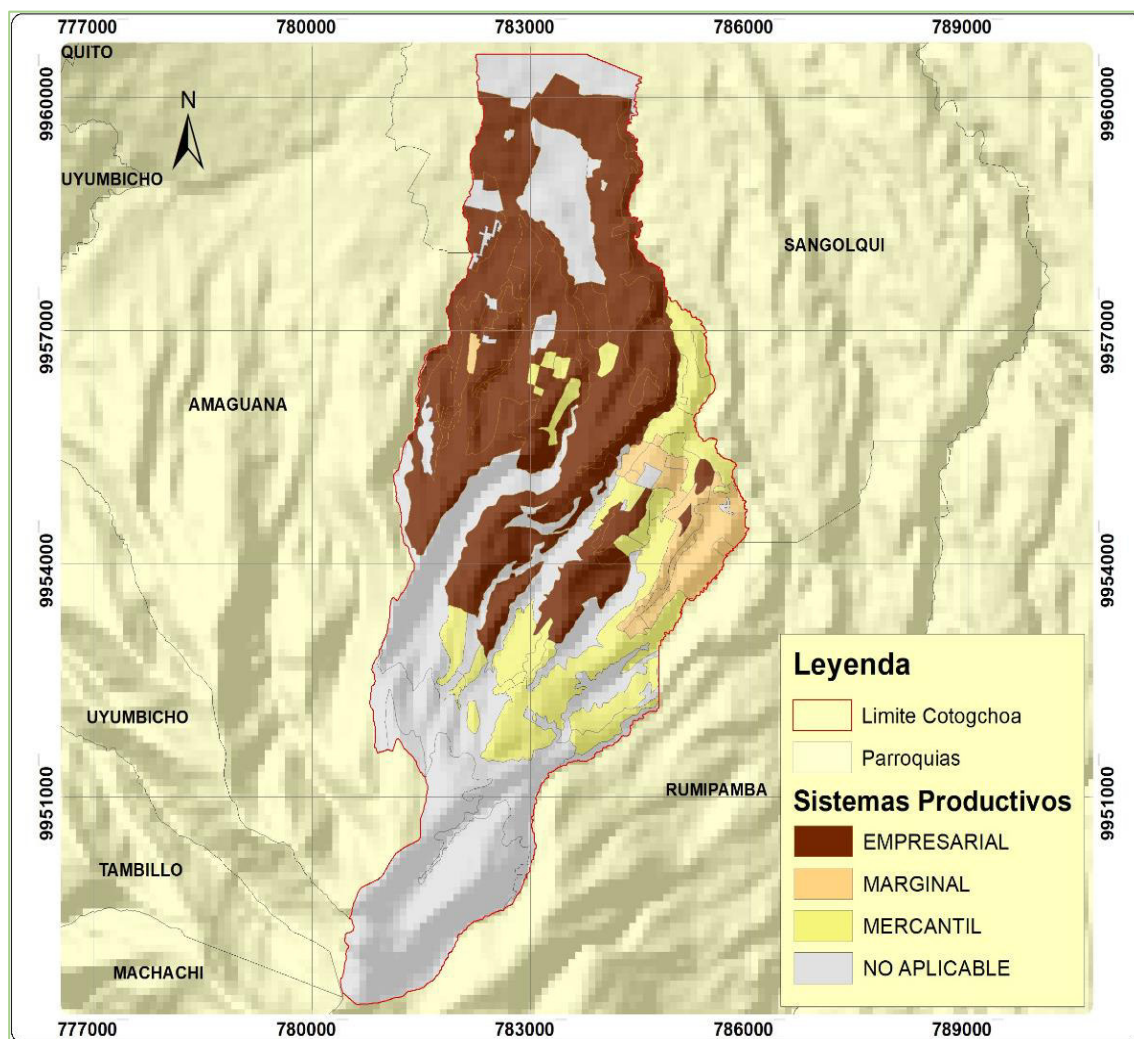 777000 780000 783000 786000 789000
QUITO
9960000 9960000
N
UYUMBICHO
SANGOLQUI
9957000 9957000
AMAGUANA
9954000 9954000
Leyenda
Limite Cotogchoa
UYUMBICHO
Parroquias
RUMIPAMBA
9951000 9951000
Sistemas Productivos
EMPRESARIAL
TAMBILLO
MARGINAL
MERCANTIL
MACHACHI
NO APLICABLE
777000 780000 783000 786000 789000